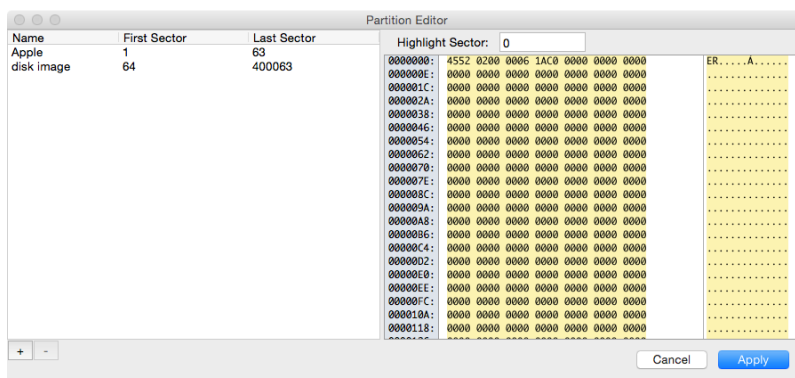 Partition Editor
Name First Sector Last Sector
Apple 1 63
disk image 64 400063
Highlight Sector: 0
0000000: 4552 0200 0006 1AC0 0000 0000 0000 ER.....À......
000000E: 0000 0000 0000 0000 0000 0000 0000 ..............
000001C: 0000 0000 0000 0000 0000 0000 0000 ..............
000002A: 0000 0000 0000 0000 0000 0000 0000 ..............
0000038: 0000 0000 0000 0000 0000 0000 0000 ..............
0000046: 0000 0000 0000 0000 0000 0000 0000 ..............
0000054: 0000 0000 0000 0000 0000 0000 0000 ..............
0000062: 0000 0000 0000 0000 0000 0000 0000 ..............
0000070: 0000 0000 0000 0000 0000 0000 0000 ..............
000007E: 0000 0000 0000 0000 0000 0000 0000 ..............
000008C: 0000 0000 0000 0000 0000 0000 0000 ..............
000009A: 0000 0000 0000 0000 0000 0000 0000 ..............
00000A8: 0000 0000 0000 0000 0000 0000 0000 ..............
00000B6: 0000 0000 0000 0000 0000 0000 0000 ..............
00000C4: 0000 0000 0000 0000 0000 0000 0000 ..............
00000D2: 0000 0000 0000 0000 0000 0000 0000 ..............
00000E0: 0000 0000 0000 0000 0000 0000 0000 ..............
00000EE: 0000 0000 0000 0000 0000 0000 0000 ..............
00000FC: 0000 0000 0000 0000 0000 0000 0000 ..............
000010A: 0000 0000 0000 0000 0000 0000 0000 ..............
0000118: 0000 0000 0000 0000 0000 0000 0000 ..............
+ -
Cancel Apply